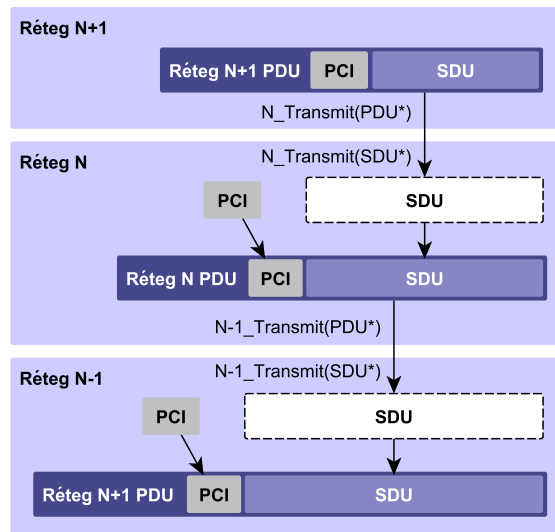 Réteg N+1
Réteg N+1 PDU PCI SDU
N_Transmit(PDU*)
Réteg N
N_Transmit(SDU*)
PCI SDU
Réteg N PDU PCI SDU
N-1_Transmit(PDU*)
Réteg N-1
N-1_Transmit(SDU*)
PCI SDU
Réteg N+1 PDU PCI SDU